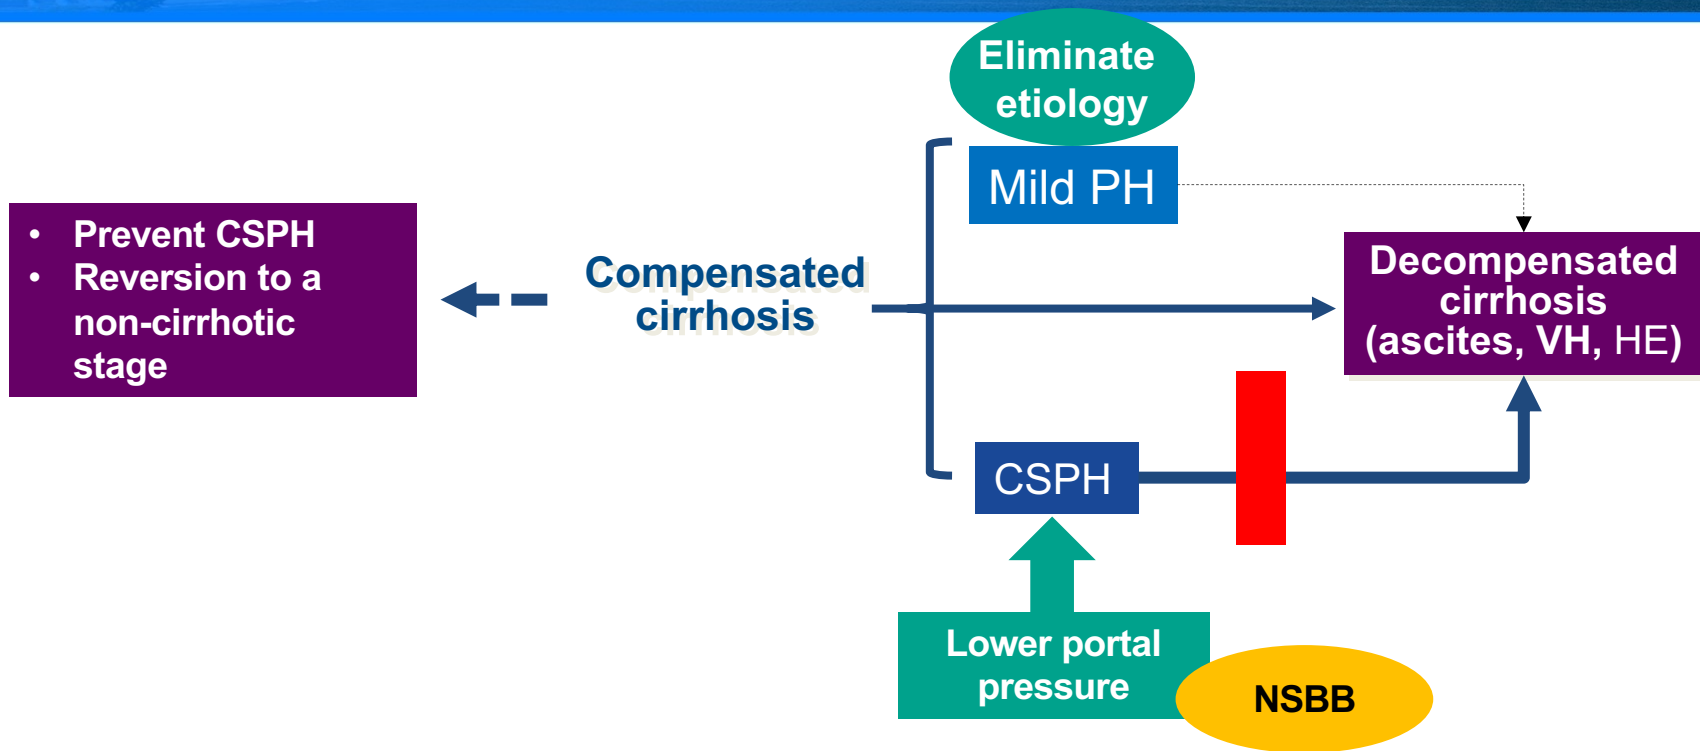 Eliminate
etiology
Mild PH
• Prevent CSPH
• Reversion to a
non-cirrhotic
stage
Compensated
cirrhosis
Decompensated
cirrhosis
(ascites, VH, HE)
CSPH
Lower portal
pressure
NSBB